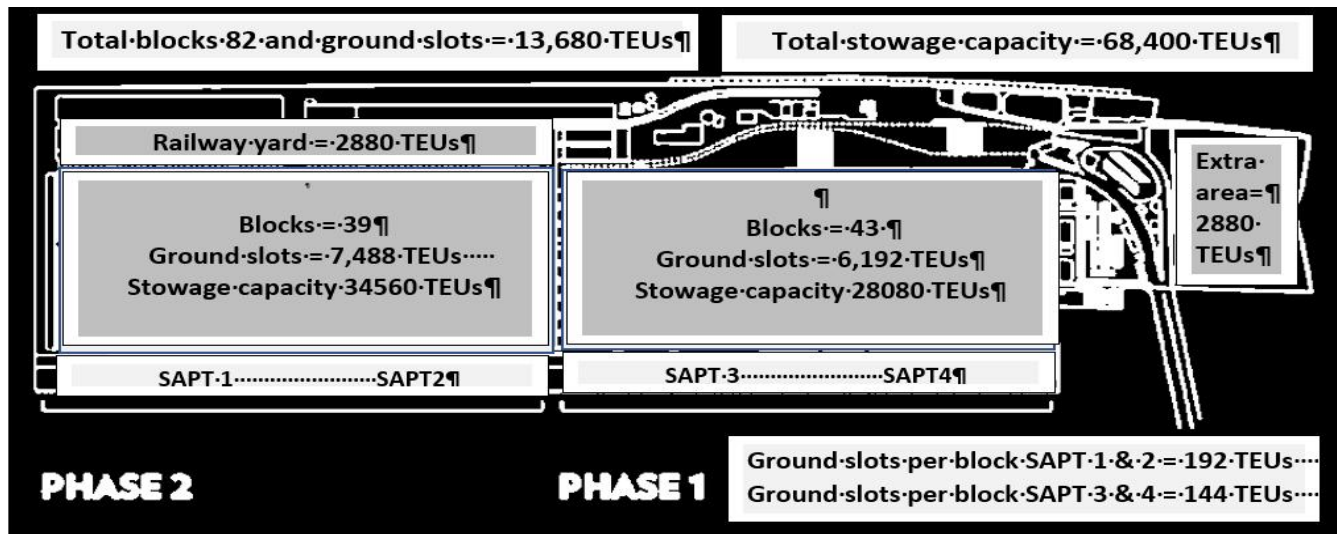 Total·blocks·82·and·ground·slots·=·13,680·TEUs¶
Total·stowage·capacity·=·68,400·TEUs¶
Railway·yard·=·2880·TEUs¶
Extra·
area=¶
2880·
TEUs¶
¶
Blocks·=·39¶
Ground·slots·=·7,488·TEUs·····
Stowage·capacity·34560·TEUs¶
¶
Blocks·=·43·¶
Ground·slots·=·6,192·TEUs¶
Stowage·capacity·28080·TEUs¶
SAPT·1························SAPT2¶
SAPT·3························SAPT4¶
PHASE 2
PHASE 1
Ground·slots·per·block·SAPT·1·&·2·=·192·TEUs····
Ground·slots·per·block·SAPT·3·&·4·=·144·TEUs····